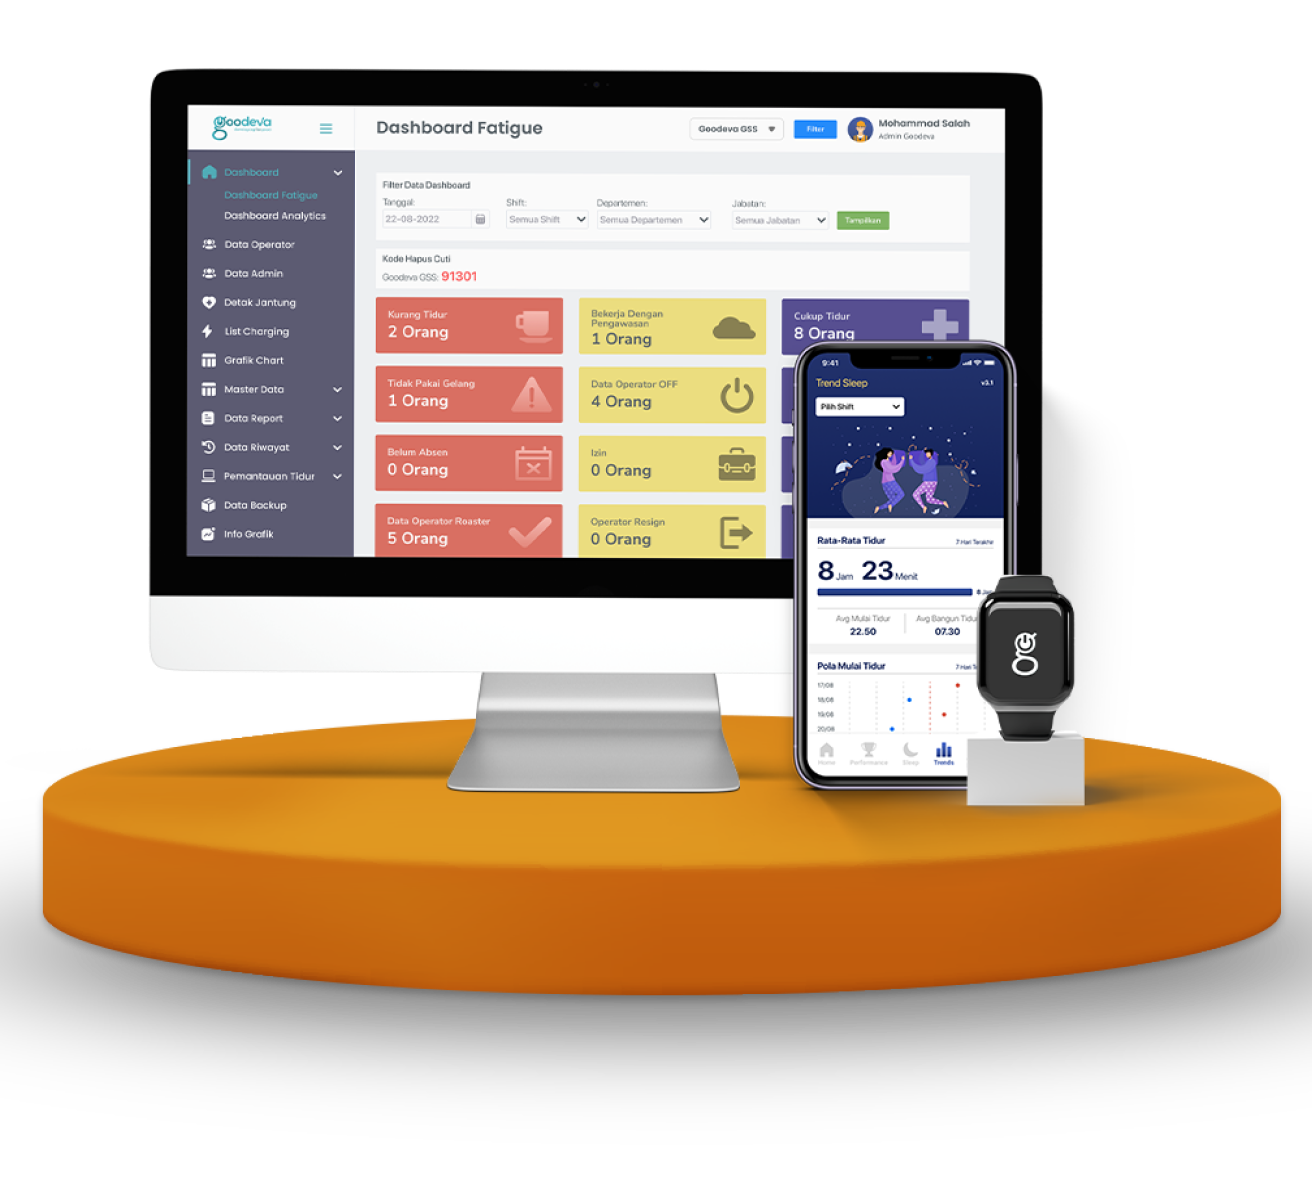 goodeva
Dashboard Fatigue
Goodeva GSS
Filter
Mohammad Salah
Admin Goodeva
Dashboard
Dashboard Fatigue
Dashboard Analytics
Data Operator
Data Admin
Detak Jantung
List Charging
Grafik Chart
Master Data
Data Report
Data Riwayat
Pemantauan Tidur
Data Backup
Info Grafik
Filter Data Dashboard
Tanggal:
Shift:
Departemen:
Jabatan:
22-08-2022
Semua Shift
Semua Departemen
Semua Jabatan
Tampilkan
Kode Hapus Cuti
Goodeva GSS: 91301
Kurang Tidur
2 Orang
Bekerja Dengan
Pengawasan
1 Orang
Cukup Tidur
8 Orang
Tidak Pakai Gelang
1 Orang
Data Operator OFF
4 Orang
Belum Absen
0 Orang
Izin
0 Orang
Data Operator Roaster
5 Orang
Operator Resign
0 Orang
9:41
Trend Sleep
v3.1
Pilih Shift
Rata-Rata Tidur
7 Hari Terakhir
8 Jam 23 Menit
8
Avg Mulai Tidur
22.50
Avg Bangun Tidu
07.30
Pola Mulai Tidur
7 Hari
17/08
18/08
19/08
20/08
Home
Performance
Sleep
Trends